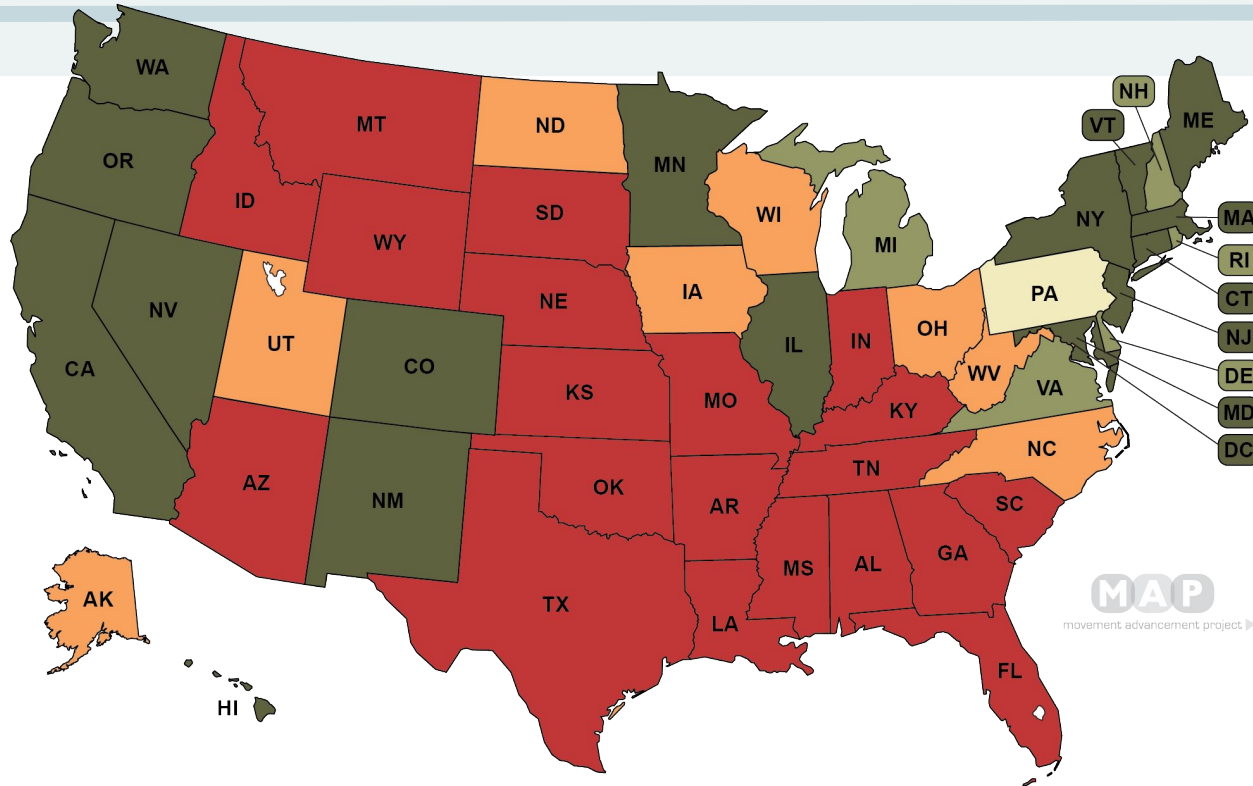 WA
MT
ND
MN
OR
ID
SD
WI
MI
NH
VT
ME
WY
NY
MA
RI
NE
IA
PA
CT
NV
UT
CO
IL
IN
OH
NJ
CA
WV
DE
KS
MO
VA
KY
MD
NC
DC
AZ
NM
OK
AR
TN
SC
MS
AL
GA
AK
TX
LA
MAP
movement advancement project
FL
HI